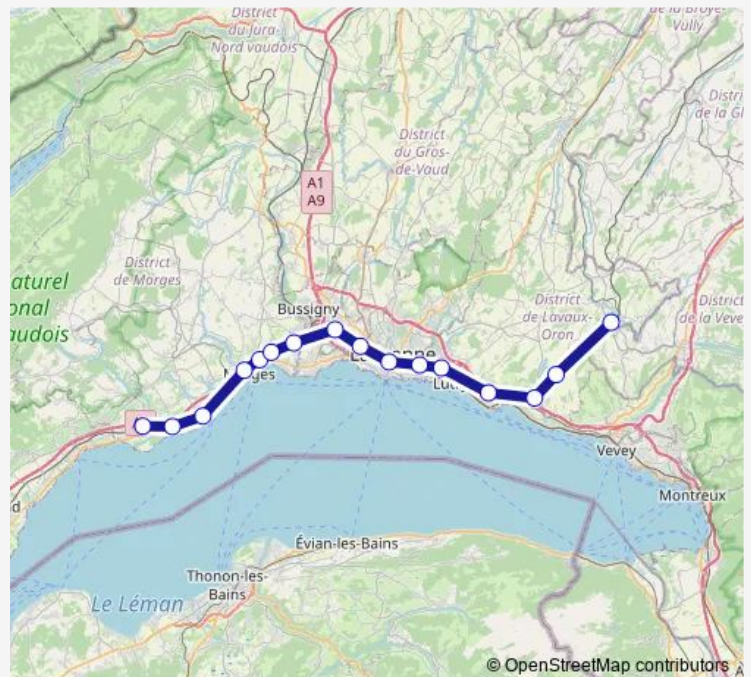 District
du Jura-
Nord vaudois
de la Broye-
Vully
District
du Gros-
de-Vaud
A1
A9
District
de Morges
aturel
onal
audois
Bussigny
District
de Lavaux-
Oron
Distri
de la Gl
District
de la Veve
Vevey
Montreux
Évian-les-Bains
Thonon-les-
Bains
Le Léman
d
© OpenStreetMap contributors